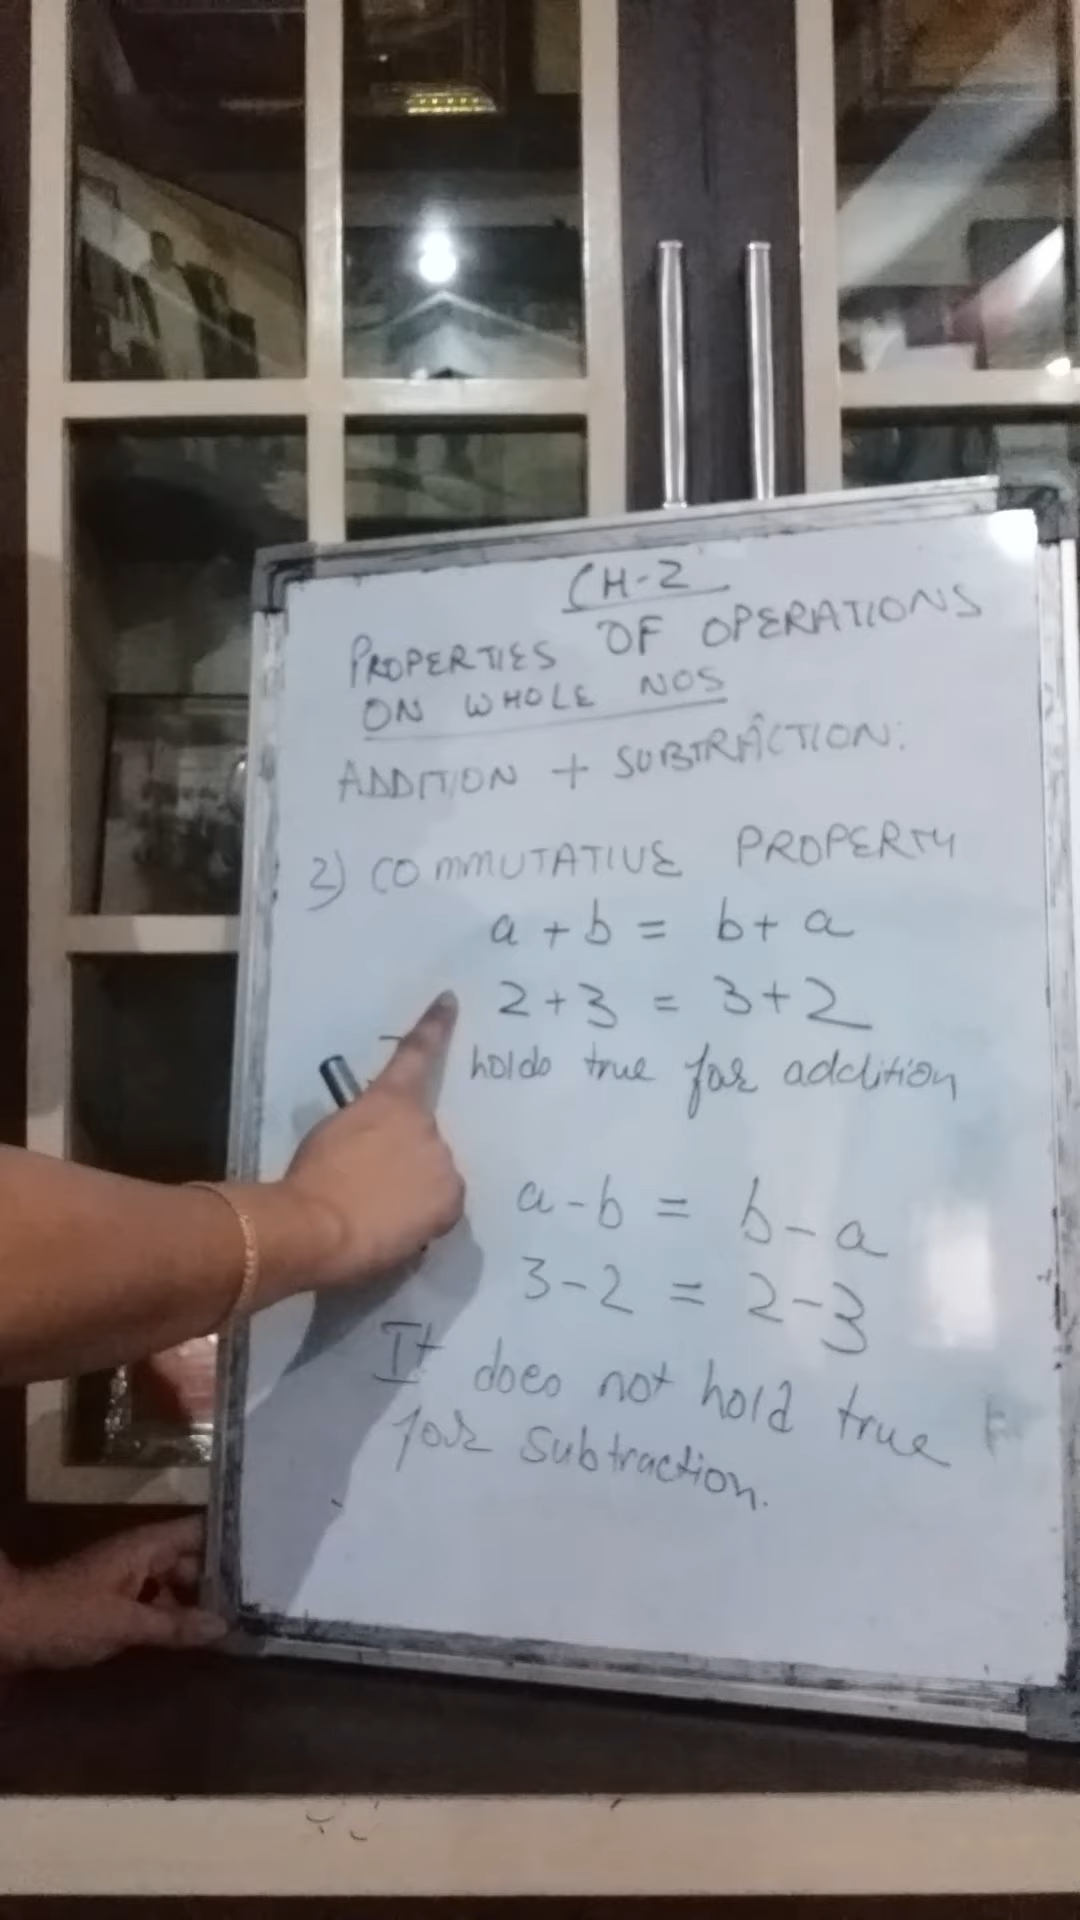 CH-2
PROPERTIES OF OPERATIONS
ON WHOLE NOS
ADDITION + SUBTRACTION:
2) COMMUTATIVE PROPERTY
a + b = b + a
2 + 3 = 3 + 2
holds true for addition
a - b = b - a
3 - 2 = 2 - 3
It does not hold true
for subtraction.